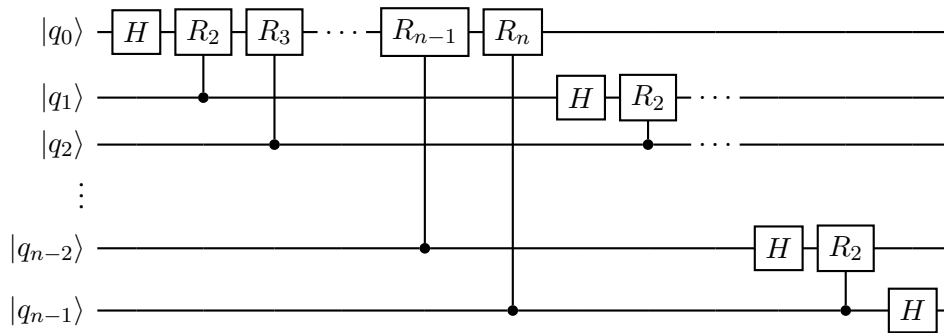 |q₀⟩ H R₂ R₃ ⋯ Rₙ₋₁ Rₙ
|q₁⟩ H R₂ ⋯
|q₂⟩ ⋯
⋮
|qₙ₋₂⟩ H R₂
|qₙ₋₁⟩ H